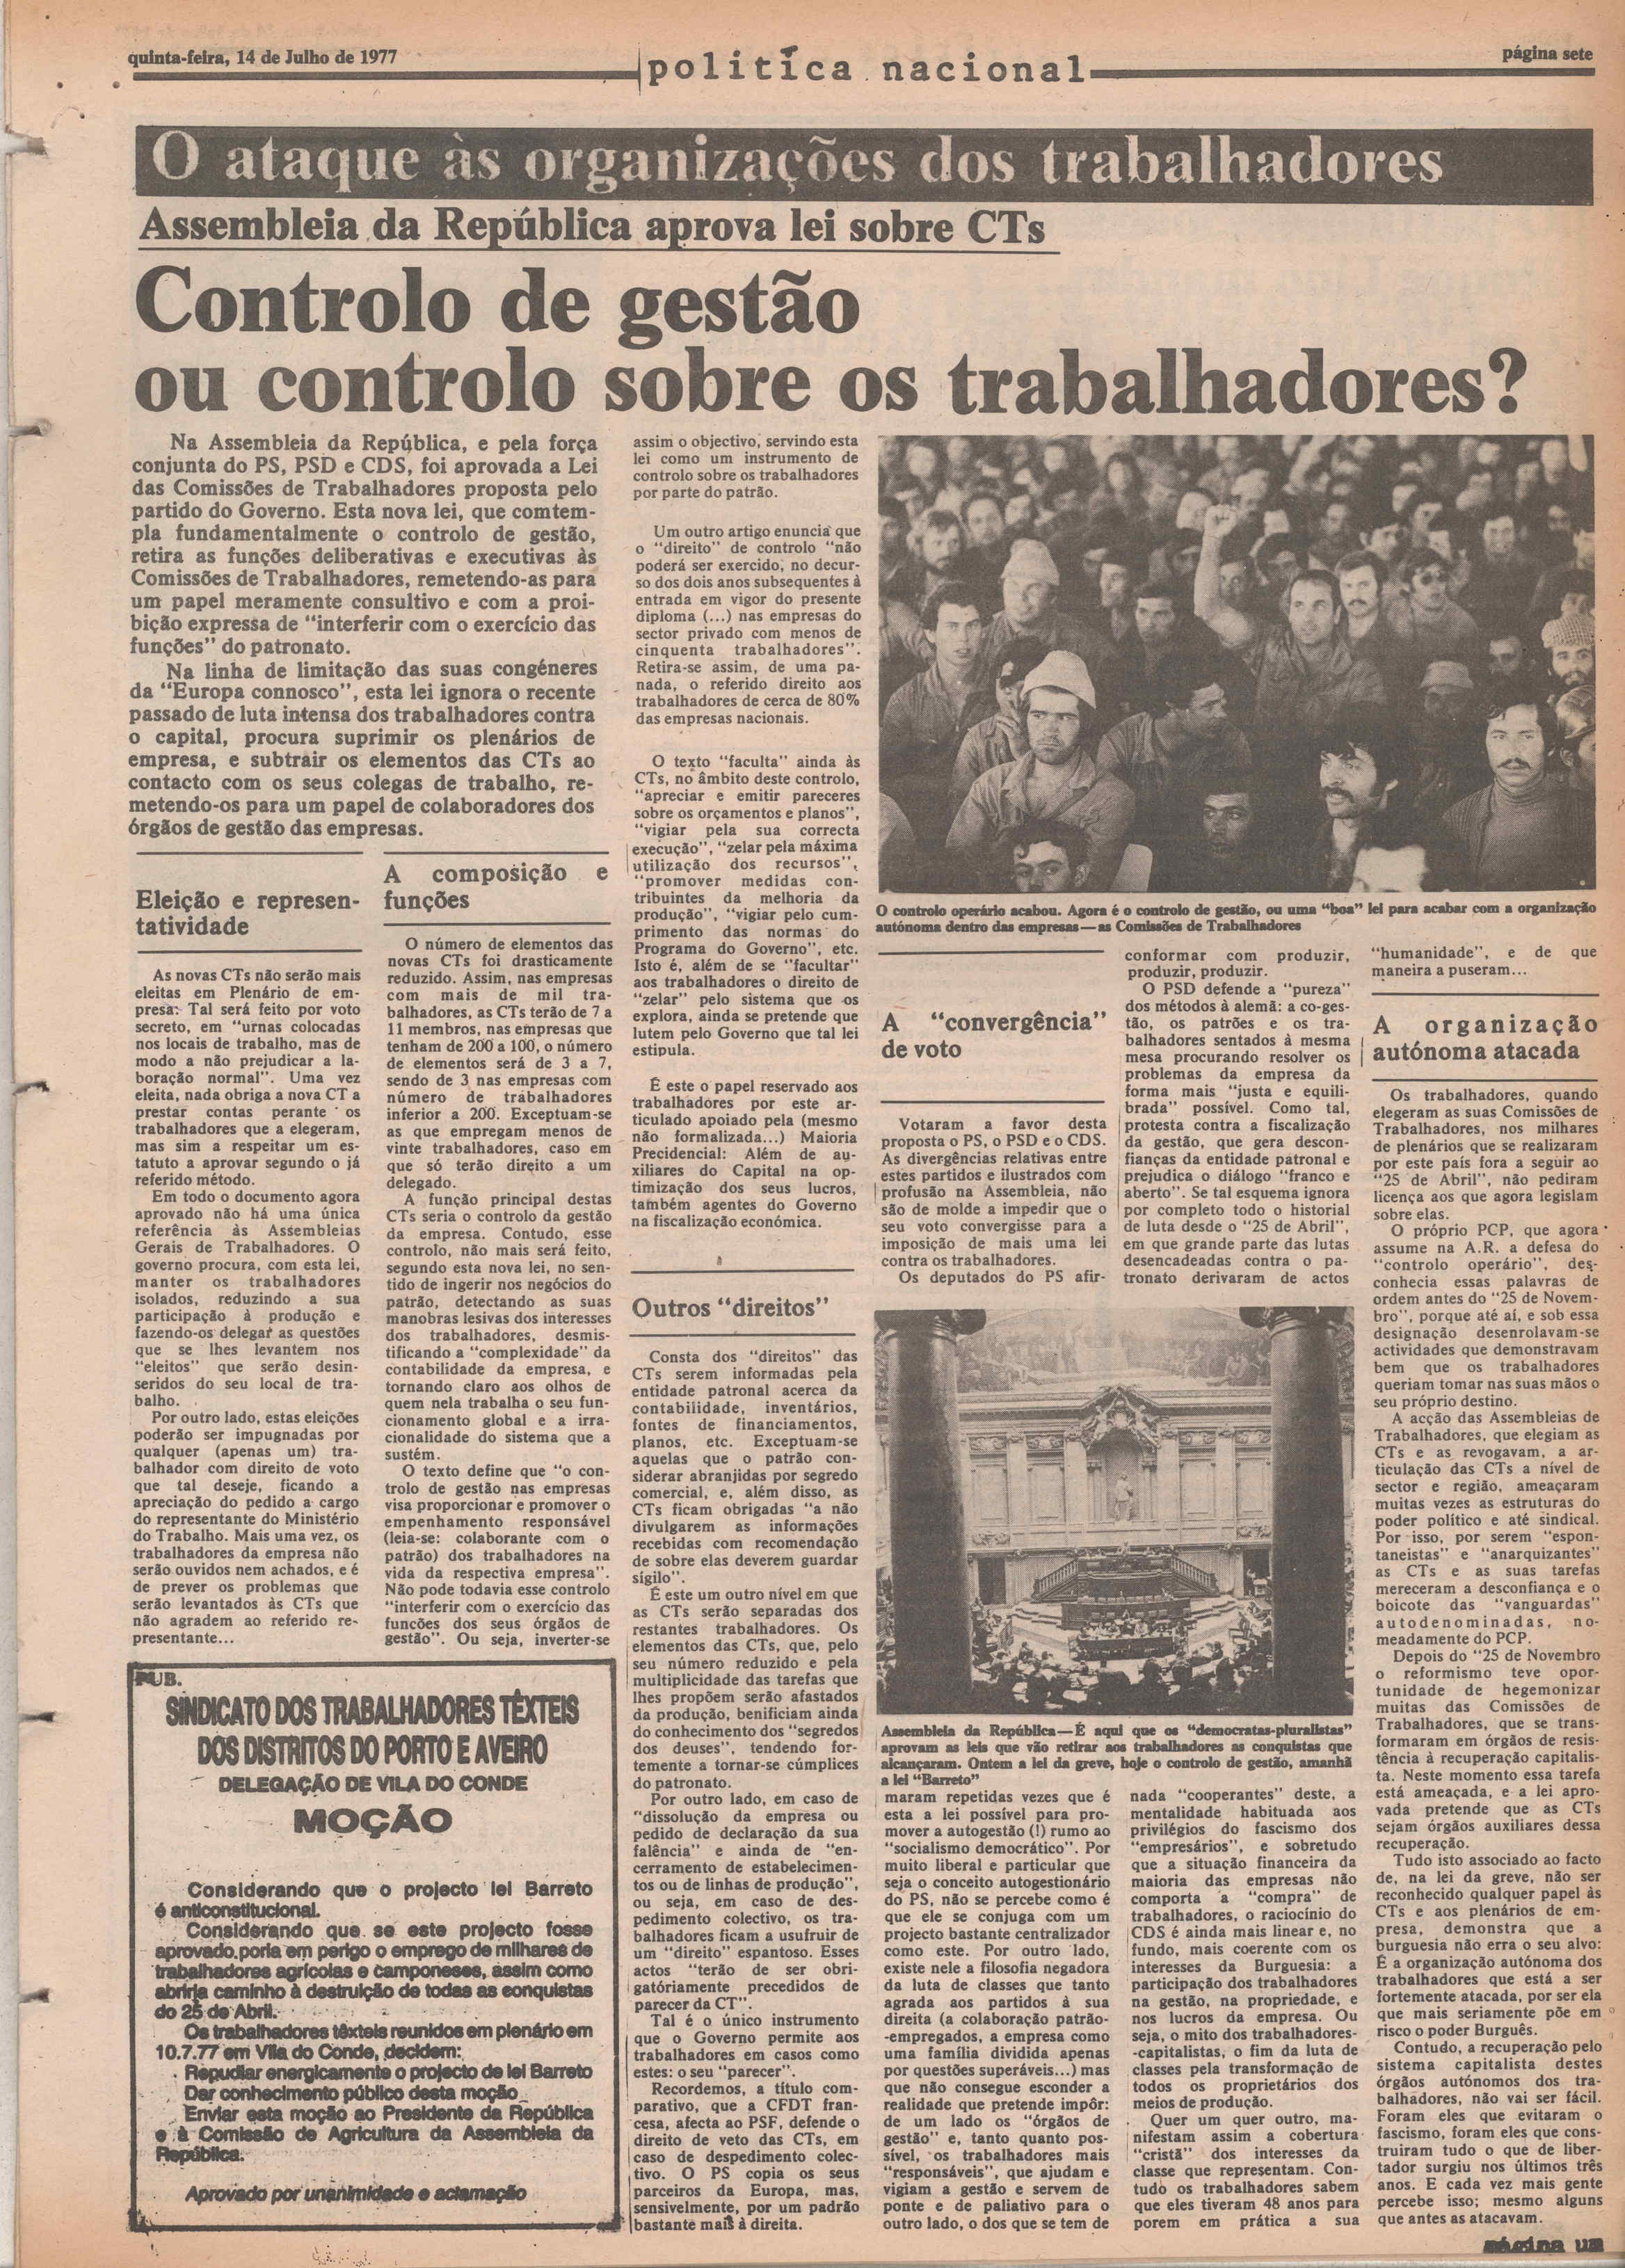 quinta-feira, 14 de Julho de 1977
política nacional
página sete
O ataque às organizações dos trabalhadores
Assembleia da República aprova lei sobre CTs
Controlo de gestão
ou controlo sobre os trabalhadores?
Na Assembleia da República, e pela força
conjunta do PS, PSD e CDS, foi aprovada a Lei
das Comissões de Trabalhadores proposta pelo
partido do Governo. Esta nova lei, que comtem-
pla fundamentalmente o controlo de gestão,
retira as funções deliberativas e executivas às
Comissões de Trabalhadores, remetendo-as para
um papel meramente consultivo e com a proi-
bição expressa de "interferir com o exercício das
funções" do patronato.
Na linha de limitação das suas congéneres
da "Europa connosco", esta lei ignora o recente
passado de luta intensa dos trabalhadores contra
o capital, procura suprimir os plenários de
empresa, e subtrair os elementos das CTs ao
contacto com os seus colegas de trabalho, re-
metendo-os para um papel de colaboradores dos
órgãos de gestão das empresas.
Eleição e represen-
tatividade
As novas CTs não serão mais
eleitas em Plenário de em-
presa: Tal será feito por voto
secreto, em "urnas colocadas
nos locais de trabalho, mas de
modo a não prejudicar a la-
boração normal". Uma vez
eleita, nada obriga a nova CT a
prestar contas perante os
trabalhadores que a elegeram,
mas sim a respeitar um es-
tatuto a aprovar segundo o já
referido método.
Em todo o documento agora
aprovado não há uma única
referência às Assembleias
Gerais de Trabalhadores. O
governo procura, com esta lei,
manter os trabalhadores
isolados, reduzindo a sua
participação à produção e
fazendo-os delegar as questões
que se lhes levantem nos
"eleitos" que serão desin-
seridos do seu local de tra-
balho.
Por outro lado, estas eleições
poderão ser impugnadas por
qualquer (apenas um) tra-
balhador com direito de voto
que tal deseje, ficando a
apreciação do pedido a cargo
do representante do Ministério
do Trabalho. Mais uma vez, os
trabalhadores da empresa não
serão ouvidos nem achados, e é
de prever os problemas que
serão levantados às CTs que
não agradem ao referido re-
presentante...
A composição e
funções
O número de elementos das
novas CTs foi drasticamente
reduzido. Assim, nas empresas
com mais de mil tra-
balhadores, as CTs terão de 7 a
11 membros, nas empresas que
tenham de 200 a 100, o número
de elementos será de 3 a 7,
sendo de 3 nas empresas com
número de trabalhadores
inferior a 200. Exceptuam-se
as que empregam menos de
vinte trabalhadores, caso em
que só terão direito a um
delegado.
A função principal destas
CTs seria o controlo da gestão
da empresa. Contudo, esse
controlo, não mais será feito,
segundo esta nova lei, no sen-
tido de ingerir nos negócios do
patrão, detectando as suas
manobras lesivas dos interesses
dos trabalhadores, desmis-
tificando a "complexidade" da
contabilidade da empresa, e
tornando claro aos olhos de
quem nela trabalha o seu fun-
cionamento global e a irra-
cionalidade do sistema que a
sustém.
O texto define que "o con-
trolo de gestão nas empresas
visa proporcionar e promover o
empenhamento responsável
(leia-se: colaborante com o
patrão) dos trabalhadores na
vida da respectiva empresa".
Não pode todavia esse controlo
"interferir com o exercício das
funcões dos seus órgãos de
gestão". Ou seja, inverter-se
assim o objectivo, servindo esta
lei como um instrumento de
controlo sobre os trabalhadores
por parte do patrão.
Um outro artigo enuncia que
o "direito" de controlo "não
poderá ser exercido, no decur-
so dos dois anos subsequentes à
entrada em vigor do presente
diploma (...) nas empresas do
sector privado com menos de
cinquenta trabalhadores".
Retira-se assim, de uma pa-
nada, o referido direito aos
trabalhadores de cerca de 80%
das empresas nacionais.
O texto "faculta" ainda às
CTs, no âmbito deste controlo,
"apreciar e emitir pareceres
sobre os orçamentos e planos",
"vigiar pela sua correcta
execução", "zelar pela máxima
utilização dos recursos",
"promover medidas con-
tribuintes da melhoria da
produção", "vigiar pelo cum-
primento das normas do
Programa do Governo", etc.
Isto é, além de se "facultar"
aos trabalhadores o direito de
"zelar" pelo sistema que os
explora, ainda se pretende que
lutem pelo Governo que tal lei
estipula.
É este o papel reservado aos
trabalhadores por este ar-
ticulado apoiado pela (mesmo
não formalizada...) Maioria
Precidencial: Além de au-
xiliares do Capital na op-
timização dos seus lucros,
também agentes do Governo
na fiscalização económica.
Outros "direitos"
Consta dos "direitos" das
CTs serem informadas pela
entidade patronal acerca da
contabilidade, inventários,
fontes de financiamentos,
planos, etc. Exceptuam-se
aquelas que o patrão con-
siderar abranjidas por segredo
comercial, e, além disso, as
CTs ficam obrigadas "a não
divulgarem as informações
recebidas com recomendação
de sobre elas deverem guardar
sígilo".
É este um outro nível em que
as CTs serão separadas dos
restantes trabalhadores. Os
elementos das CTs, que, pelo
seu número reduzido e pela
multiplicidade das tarefas que
lhes propõem serão afastados
da produção, benificiam ainda
do conhecimento dos "segredos
dos deuses", tendendo for-
temente a tornar-se cúmplices
do patronato.
Por outro lado, em caso de
"dissolução da empresa ou
pedido de declaração da sua
falência" e ainda de "en-
cerramento de estabelecimen-
tos ou de linhas de produção",
ou seja, em caso de des-
pedimento colectivo, os tra-
balhadores ficam a usufruir de
um "direito" espantoso. Esses
actos "terão de ser obri-
gatóriamente precedidos de
parecer da CT".
Tal é o único instrumento
que o Governo permite aos
trabalhadores em casos como
estes: o seu "parecer".
Recordemos, a título com-
parativo, que a CFDT fran-
cesa, afecta ao PSF, defende o
direito de veto das CTs, em
caso de despedimento colec-
tivo. O PS copia os seus
parceiros da Europa, mas,
sensivelmente, por um padrão
bastante mais à direita.
O controlo operário acabou. Agora é o controlo de gestão, ou uma "boa" lei para acabar com a organização
autónoma dentro das empresas—as Comissões de Trabalhadores
A "convergência"
de voto
Votaram a favor desta
proposta o PS, o PSD e o CDS.
As divergências relativas entre
estes partidos e ilustrados com
profusão na Assembleia, não
são de molde a impedir que o
seu voto convergisse para a
imposição de mais uma lei
contra os trabalhadores.
Os deputados do PS afir-
maram repetidas vezes que é
esta a lei possível para pro-
mover a autogestão (!) rumo ao
"socialismo democrático". Por
muito liberal e particular que
seja o conceito autogestionário
do PS, não se percebe como é
que ele se conjuga com um
projecto bastante centralizador
como este. Por outro lado,
existe nele a filosofia negadora
da luta de classes que tanto
agrada aos partidos à sua
direita (a colaboração patrão-
-empregados, a empresa como
uma família dividida apenas
por questões superáveis...) mas
que não consegue esconder a
realidade que pretende impôr:
de um lado os "órgãos de
gestão" e, tanto quanto pos-
sível, os trabalhadores mais
"responsáveis", que ajudam e
vigiam a gestão e servem de
ponte e de paliativo para o
outro lado, o dos que se tem de
conformar com produzir,
produzir, produzir.
O PSD defende a "pureza"
dos métodos à alemã: a co-ges-
tão, os patrões e os tra-
balhadores sentados à mesma
mesa procurando resolver os
problemas da empresa da
forma mais "justa e equili-
brada" possível. Como tal,
protesta contra a fiscalização
da gestão, que gera descon-
fianças da entidade patronal e
prejudica o diálogo "franco e
aberto". Se tal esquema ignora
por completo todo o historial
de luta desde o "25 de Abril",
em que grande parte das lutas
desencadeadas contra o pa-
tronato derivaram de actos
Assembleia da República—É aqui que os "democratas-pluralistas"
aprovam as leis que vão retirar aos trabalhadores as conquistas que
alcançaram. Ontem a lei da greve, hoje o controlo de gestão, amanhã
a lei "Barreto"
nada "cooperantes" deste, a
mentalidade habituada aos
privilégios do fascismo dos
"empresários", e sobretudo
que a situação financeira da
maioria das empresas não
comporta a "compra" de
trabalhadores, o raciocínio do
CDS é ainda mais linear e, no
fundo, mais coerente com os
interesses da Burguesia: a
participação dos trabalhadores
na gestão, na propriedade, e
nos lucros da empresa. Ou
seja, o mito dos trabalhadores-
-capitalistas, o fim da luta de
classes pela transformação de
todos os proprietários dos
meios de produção.
Quer um quer outro, ma-
nifestam assim a cobertura
"cristã" dos interesses da
classe que representam. Con-
tudo os trabalhadores sabem
que eles tiveram 48 anos para
porem em prática a sua
"humanidade", e de que
maneira a puseram...
A organização
autónoma atacada
Os trabalhadores, quando
elegeram as suas Comissões de
Trabalhadores, nos milhares
de plenários que se realizaram
por este país fora a seguir ao
"25 de Abril", não pediram
licença aos que agora legislam
sobre elas.
O próprio PCP, que agora
assume na A.R. a defesa do
"controlo operário", des-
conhecia essas palavras de
ordem antes do "25 de Novem-
bro", porque até aí, e sob essa
designação desenrolavam-se
actividades que demonstravam
bem que os trabalhadores
queriam tomar nas suas mãos o
seu próprio destino.
A acção das Assembleias de
Trabalhadores, que elegiam as
CTs e as revogavam, a ar-
ticulação das CTs a nível de
sector e região, ameaçaram
muitas vezes as estruturas do
poder político e até sindical.
Por isso, por serem "espon-
taneistas" e "anarquizantes"
as CTs e as suas tarefas
mereceram a desconfiança e o
boicote das "vanguardas"
autodenominadas, no-
meadamente do PCP.
Depois do "25 de Novembro
o reformismo teve opor-
tunidade de hegemonizar
muitas das Comissões de
Trabalhadores, que se trans-
formaram em órgãos de resis-
tência à recuperação capitalis-
ta. Neste momento essa tarefa
está ameaçada, e a lei apro-
vada pretende que as CTs
sejam órgãos auxiliares dessa
recuperação.
Tudo isto associado ao facto
de, na lei da greve, não ser
reconhecido qualquer papel às
CTs e aos plenários de em-
presa, demonstra que a
burguesia não erra o seu alvo:
É a organização autónoma dos
trabalhadores que está a ser
fortemente atacada, por ser ela
que mais seriamente põe em
risco o poder Burguês.
Contudo, a recuperação pelo
sistema capitalista destes
órgãos autónomos dos tra-
balhadores, não vai ser fácil.
Foram eles que evitaram o
fascismo, foram eles que cons-
truiram tudo o que de liber-
tador surgiu nos últimos três
anos. E cada vez mais gente
percebe isso; mesmo alguns
que antes as atacavam.
PUB.
SINDICATO DOS TRABALHADORES TÊXTEIS
DOS DISTRITOS DO PORTO E AVEIRO
DELEGAÇÃO DE VILA DO CONDE
MOÇÃO
Considerando que o projecto lei Barreto
é anticonstitucional.
Considerando que se este projecto fosse
aprovado poria em perigo o emprego de milhares de
trabalhadores agrícolas e camponeses, assim como
abriria caminho à destruição de todas as conquistas
do 25 de Abril.
Os trabalhadores têxteis reunidos em plenário em
10.7.77 em Vila do Conde, decidem:
Repudiar energicamente o projecto de lei Barreto
Dar conhecimento público desta moção
Enviar esta moção ao Presidente da República
e à Comissão de Agricultura da Assembleia da
República.
Aprovado por unanimidade e aclamação
página um